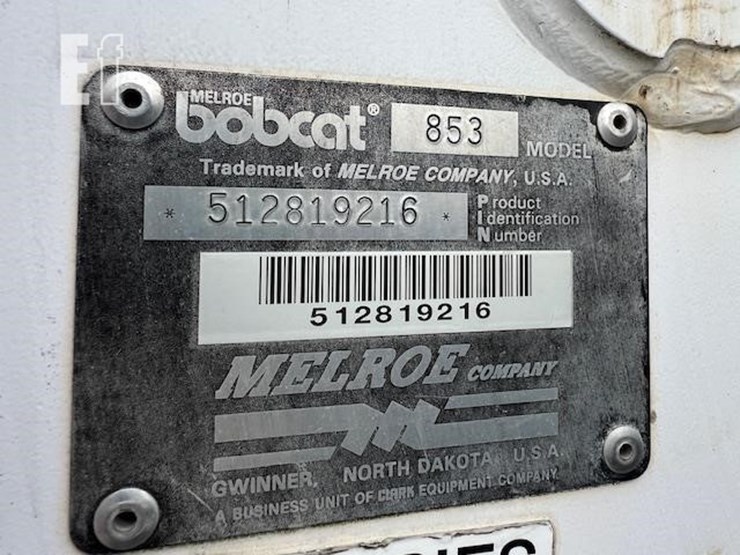 Ef
MELROE
bobcat® 853 MODEL
Trademark of MELROE COMPANY, U.S.A.
* 512819216 * Product
Identification
Number
512819216
MELROE COMPANY
GWINNER, NORTH DAKOTA, U.S.A.
A BUSINESS UNIT OF CLARK EQUIPMENT COMPANY